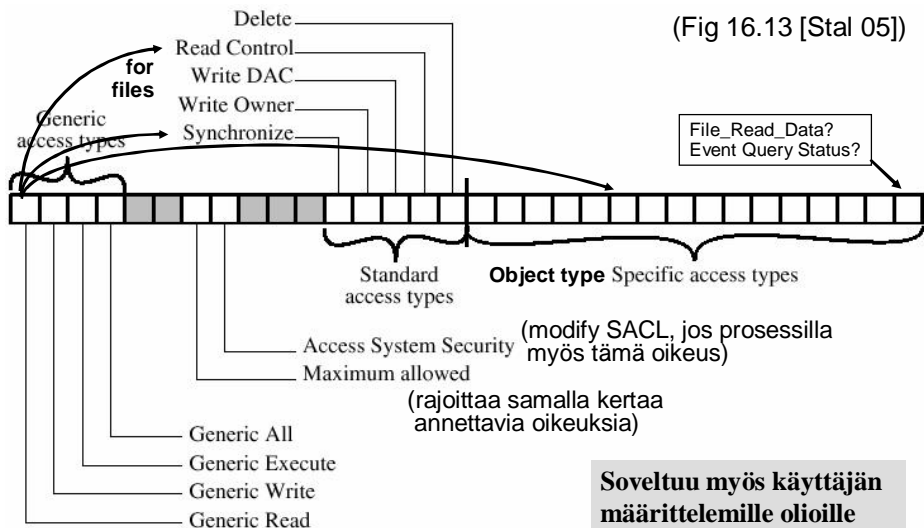 (Fig 16.13 [Stal 05])
Delete
Read Control
Write DAC
Write Owner
Synchronize
for
files
Generic
access types
File_Read_Data?
Event Query Status?
Standard
access types
Object type Specific access types
Access System Security
(modify SACL, jos prosessilla
myös tämä oikeus)
Maximum allowed
(rajoittaa samalla kertaa
annettavia oikeuksia)
Generic All
Generic Execute
Generic Write
Generic Read
Soveltuu myös käyttäjän
määrittelemille olioille